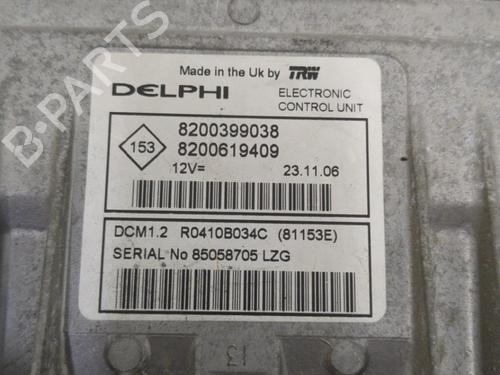 Made in the Uk by TRW
DELPHI
ELECTRONIC
CONTROL UNIT
153
8200399038
8200619409
12V=
23.11.06
DCM1.2 R0410B034C (81153E)
SERIAL No 85058705 LZG
13
B-PARTS